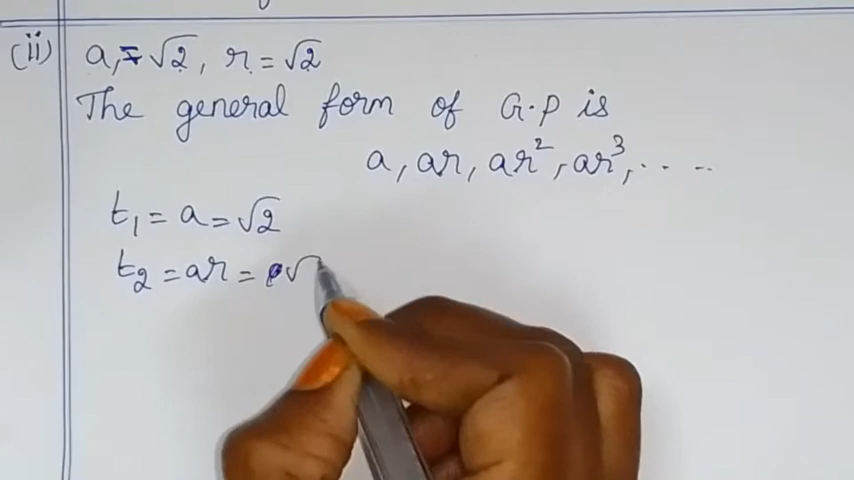 (ii) a, = √2, r = √2
The general form of G.P is
a, ar, ar², ar³, ....
t₁ = a = √2
t₂ = ar = √